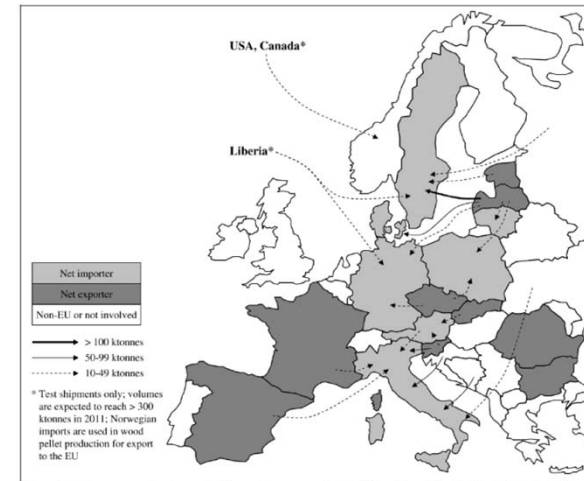 USA, Canada*
Liberia*
Net importer
Net exporter
Non-EU or not involved
> 100 ktonnes
50-99 ktonnes
10-49 ktonnes
* Test shipments only; volumes
are expected to reach > 300
ktonnes in 2011; Norwegian
imports are used in wood
pellet production for export
to the EU